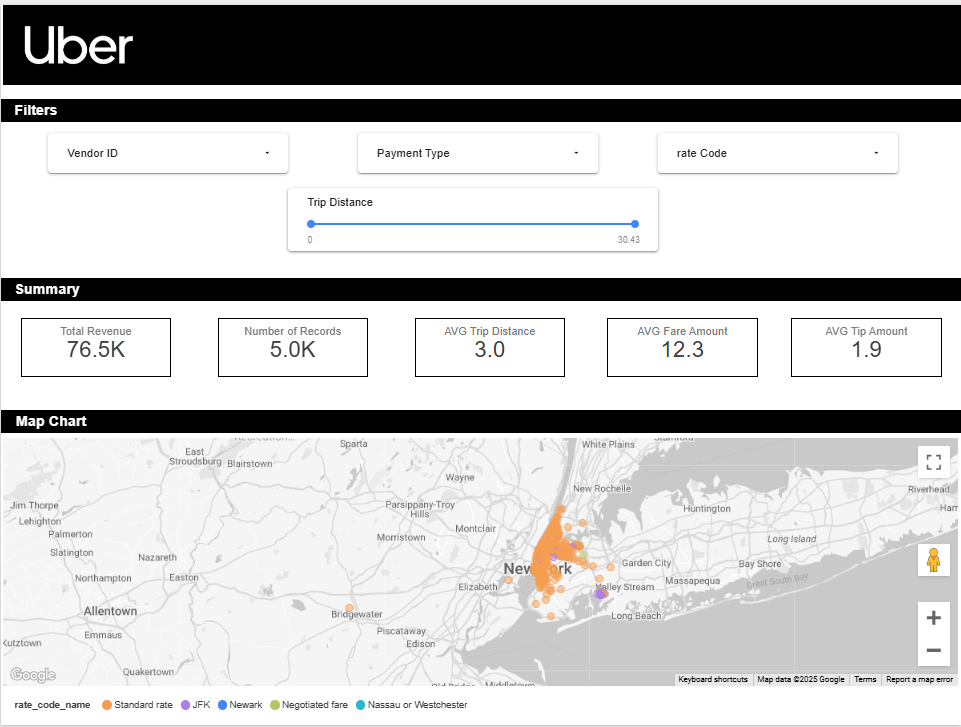 Uber
Filters
Vendor ID
Payment Type
rate Code
Trip Distance
0
30.43
Summary
Total Revenue
76.5K
Number of Records
5.0K
AVG Trip Distance
3.0
AVG Fare Amount
12.3
AVG Tip Amount
1.9
Map Chart
Sparta
White Plains
East
Stroudsburg
Blairstown
Wayne
New Rochelle
Riverhead
Jim Thorpe
Parsippany-Troy
Hills
Huntington
Ham
Lehighton
Palmerton
Montclair
Morristown
Long Island
Slatington
Nazareth
Garden City
Bay Shore
Northampton
Easton
Elizabeth
Valley Stream
Massapequa
Great South Bay
Allentown
Bridgewater
Long Beach
Emmaus
Piscataway
Kutztown
Edison
Quakertown
Middletown
Google
Keyboard shortcuts
Map data ©2025 Google
Terms
Report a map error
rate_code_name
Standard rate
JFK
Newark
Negotiated fare
Nassau or Westchester